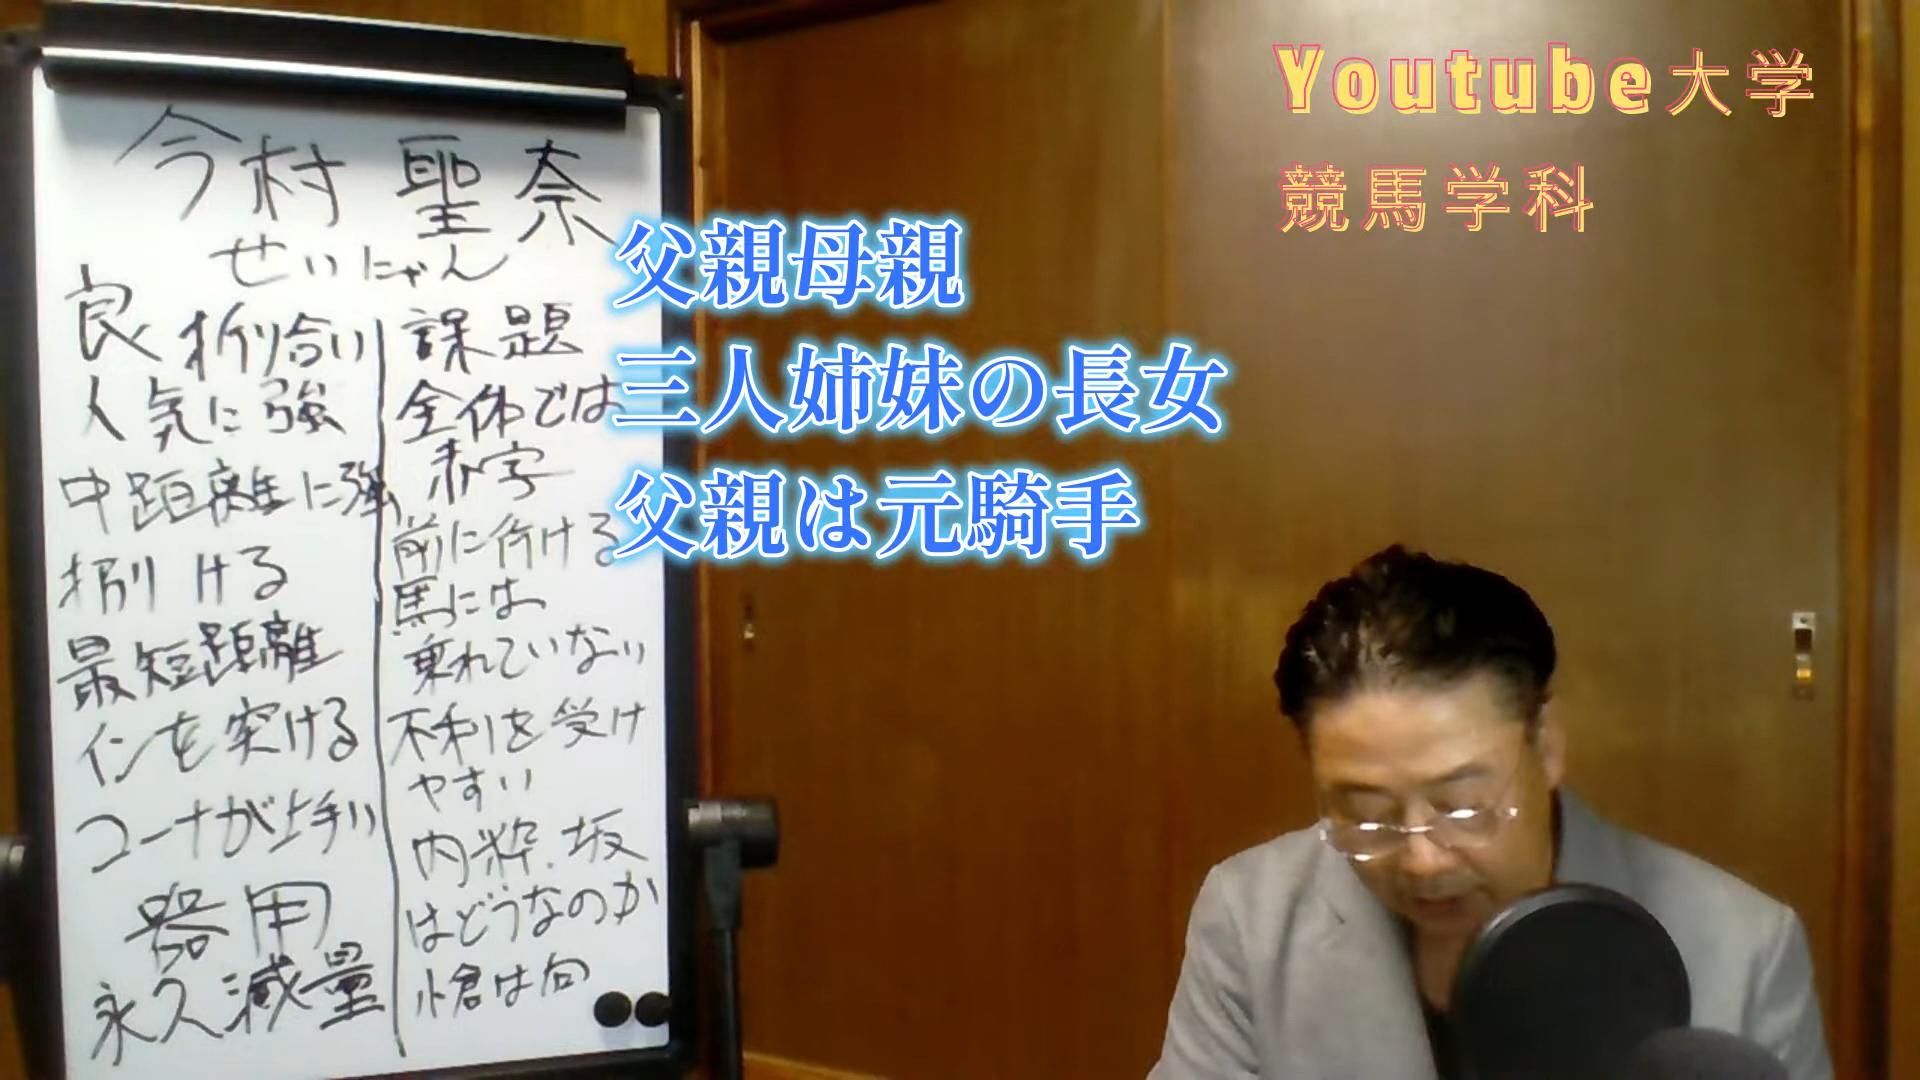 今村 聖奈
せいにゃん
良 折り合い
人気に強
中距離に強
捌ける
最短距離
インを突ける
コーナが上手い
器用
永久減量
課題
全体では
赤字
前に行ける
馬には
乗れていない
不利を受け
やすい
内枠.坂
はどうなのか
Youtube大学
競馬学科
父親母親
三人姉妹の長女
父親は元騎手